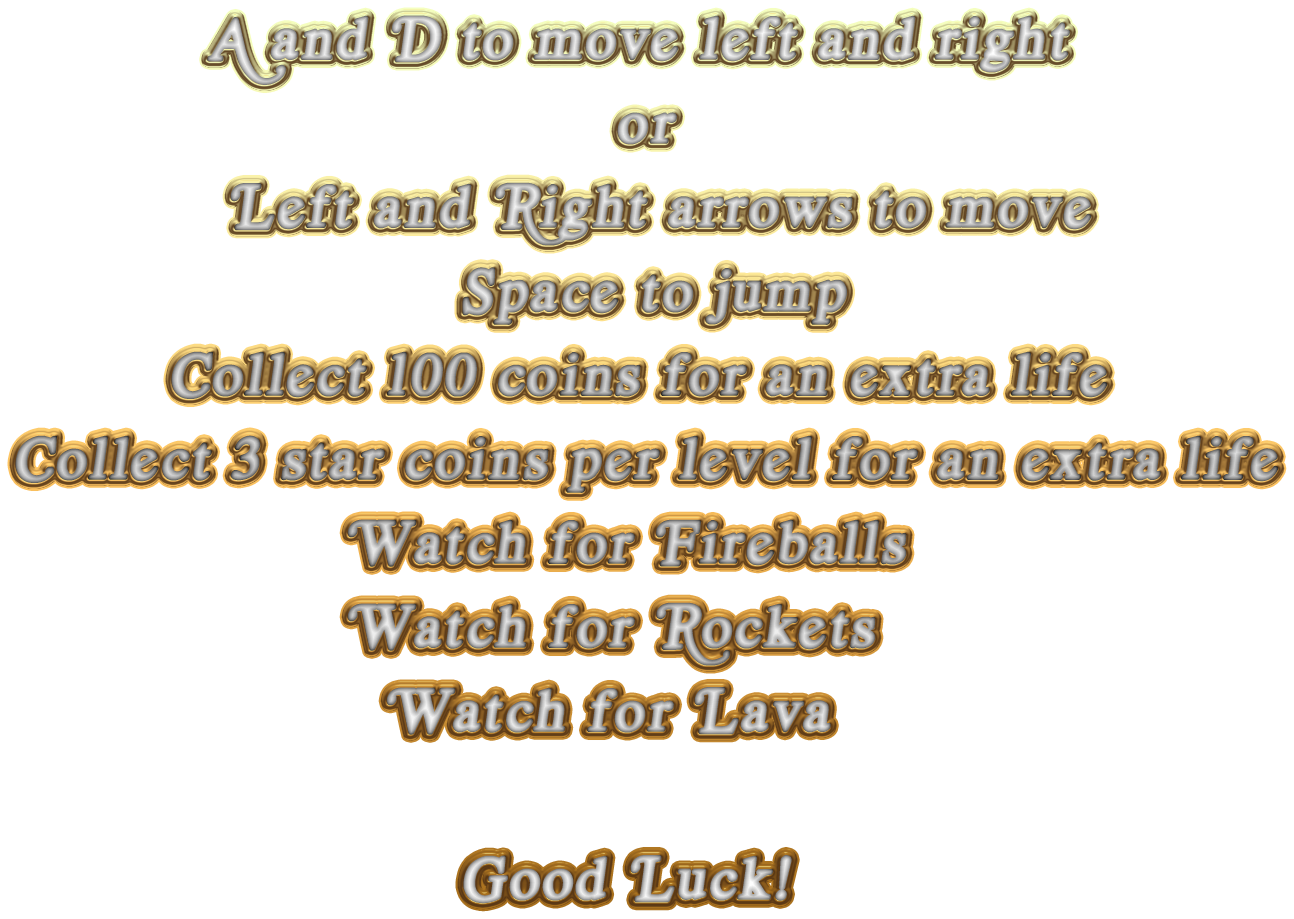 A and D to move left and right
or
Left and Right arrows to move
Space to jump
Collect 100 coins for an extra life
Collect 3 star coins per level for an extra life
Watch for Fireballs
Watch for Rockets
Watch for Lava
Good Luck!